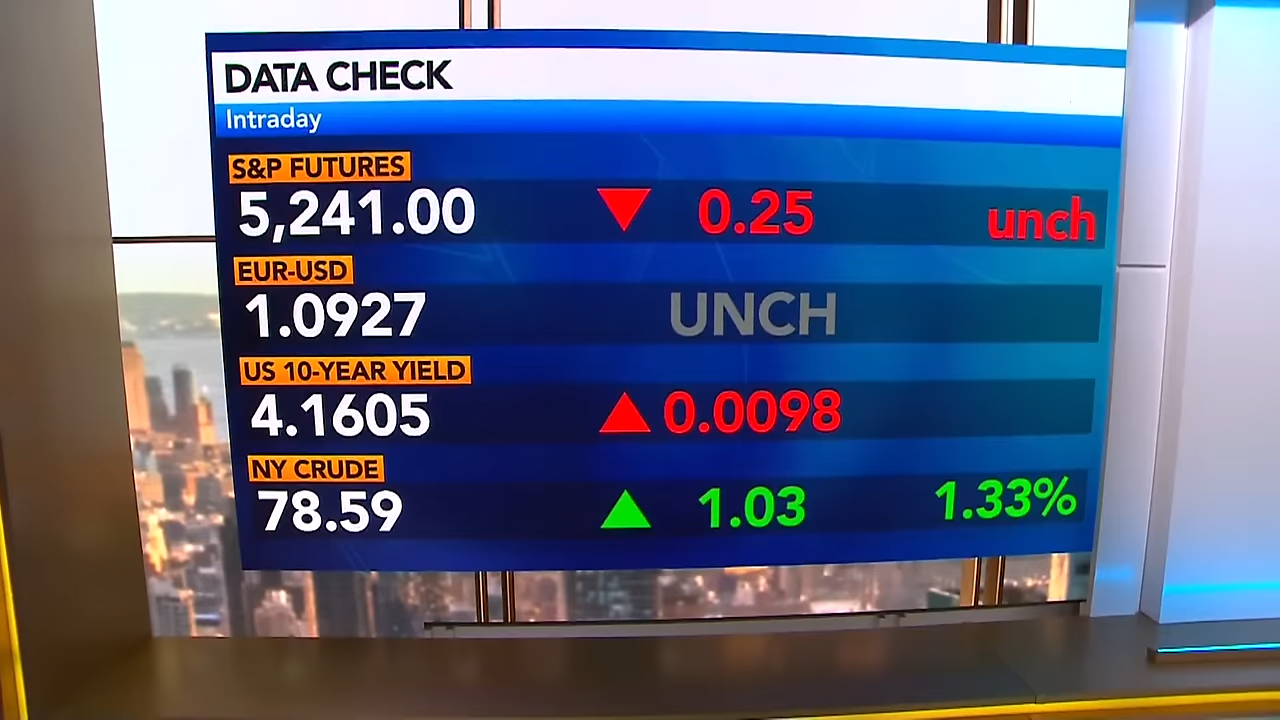 DATA CHECK
Intraday
S&P FUTURES
5,241.00 ▼ 0.25 unch
EUR-USD
1.0927 UNCH
US 10-YEAR YIELD
4.1605 ▲ 0.0098
NY CRUDE
78.59 ▲ 1.03 1.33%